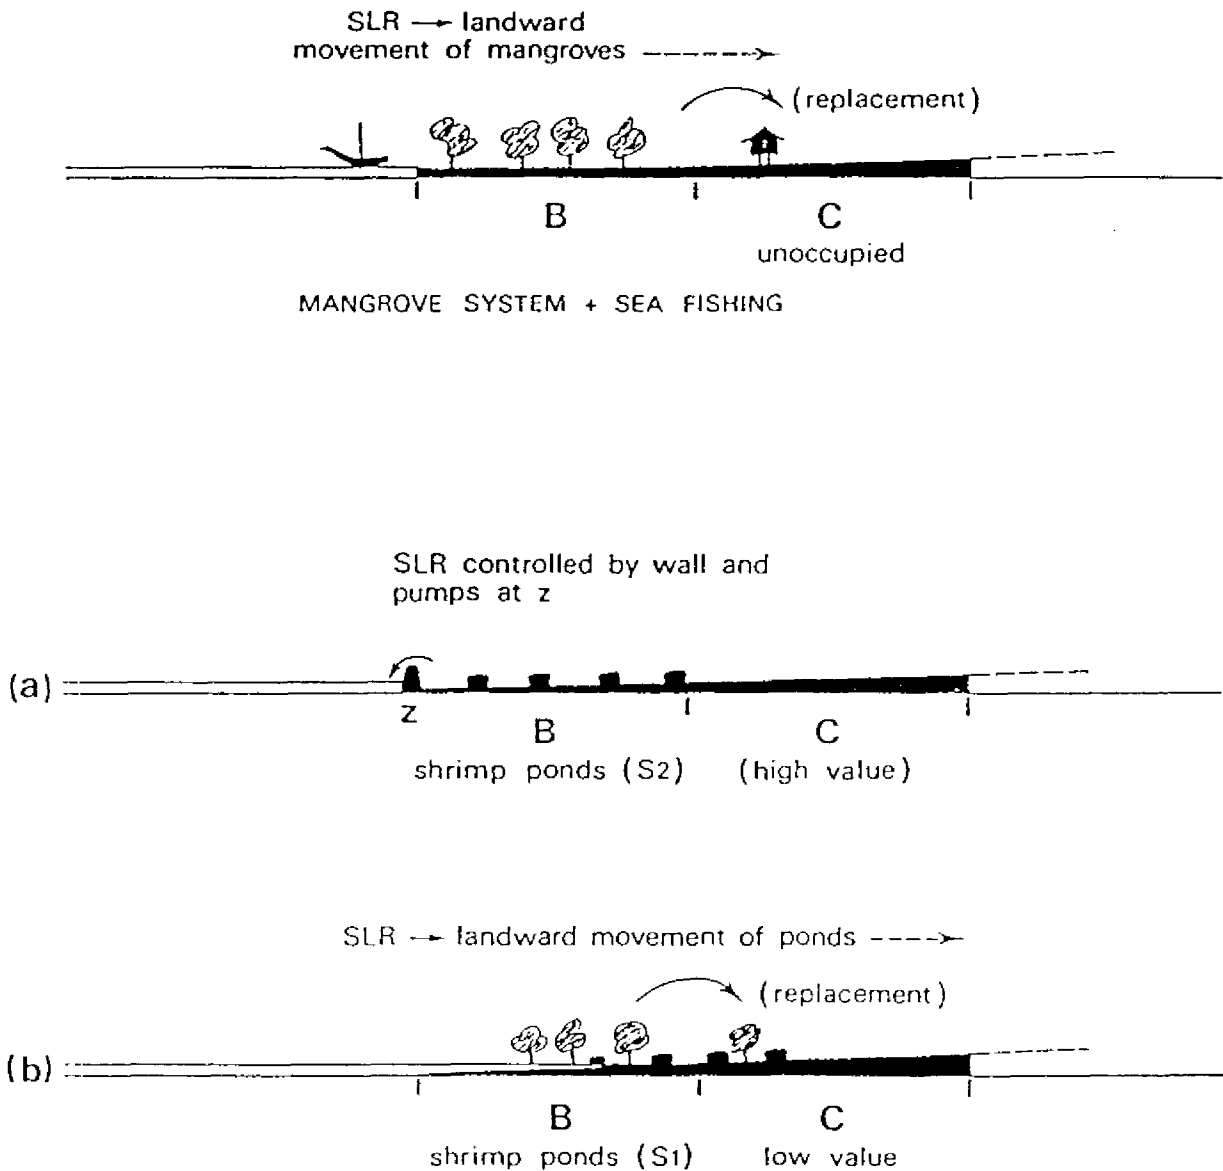 SLR → landward
movement of mangroves
(replacement)
B C
unoccupied
MANGROVE SYSTEM + SEA FISHING
SLR controlled by wall and
pumps at z
(a)
z
B C
shrimp ponds (S2) (high value)
SLR → landward movement of ponds
(replacement)
(b)
B C
shrimp ponds (S1) low value